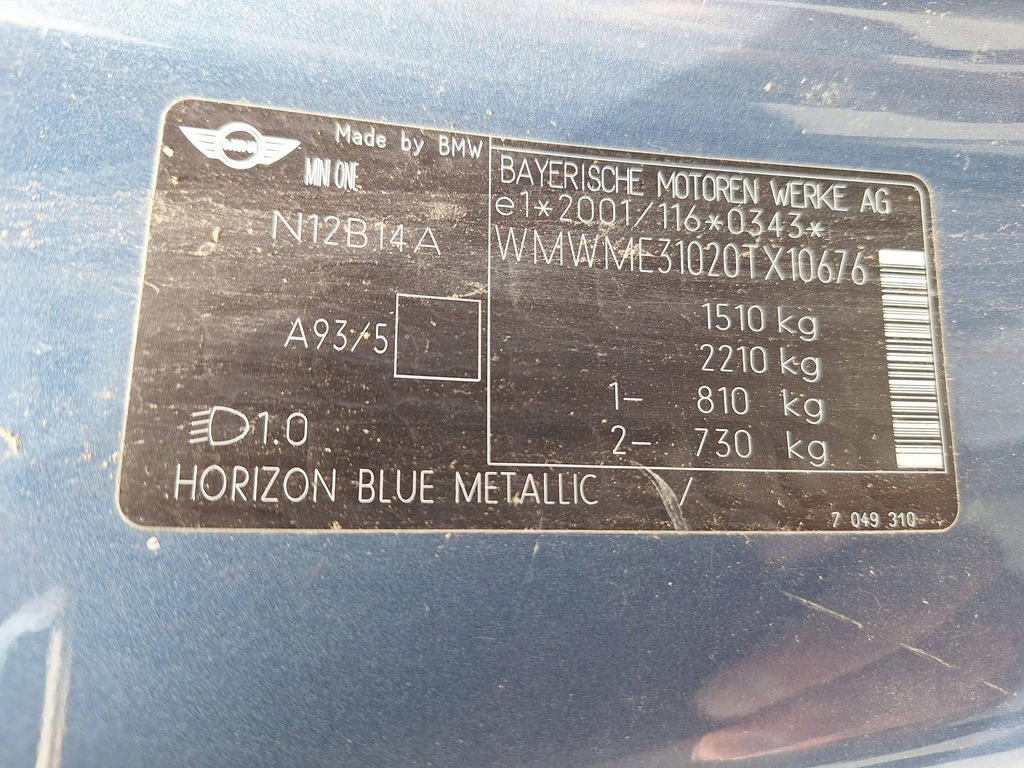 MINI
Made by BMW
MINI ONE
N12B14A
A93/5
1.0
HORIZON BLUE METALLIC /
BAYERISCHE MOTOREN WERKE AG
e1*2001/116*0343*
WMWME31020TX10676
1510 kg
2210 kg
1- 810 kg
2- 730 kg
7 049 310